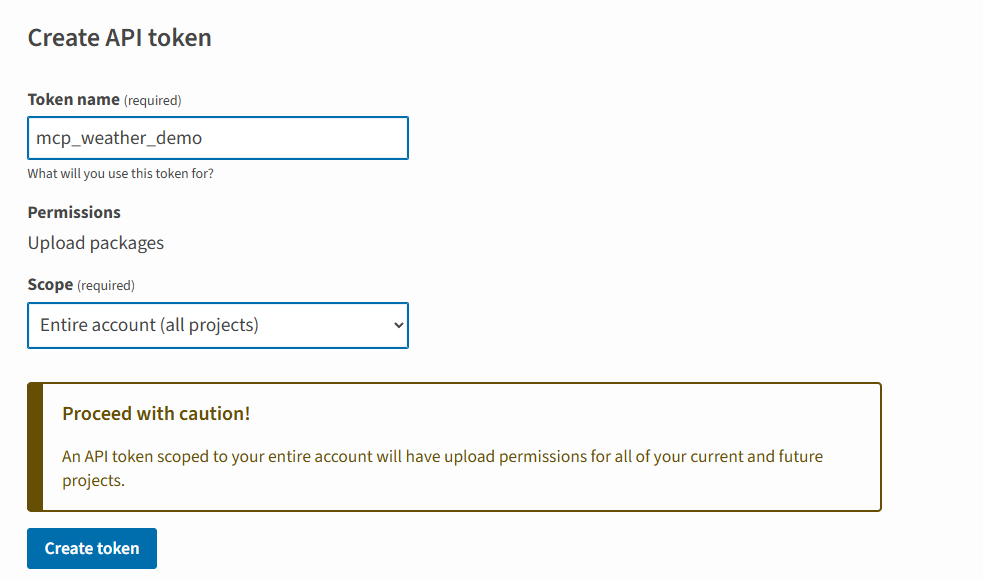 Create API token
Token name (required)
mcp_weather_demo
What will you use this token for?
Permissions
Upload packages
Scope (required)
Entire account (all projects)
Proceed with caution!
An API token scoped to your entire account will have upload permissions for all of your current and future
projects.
Create token